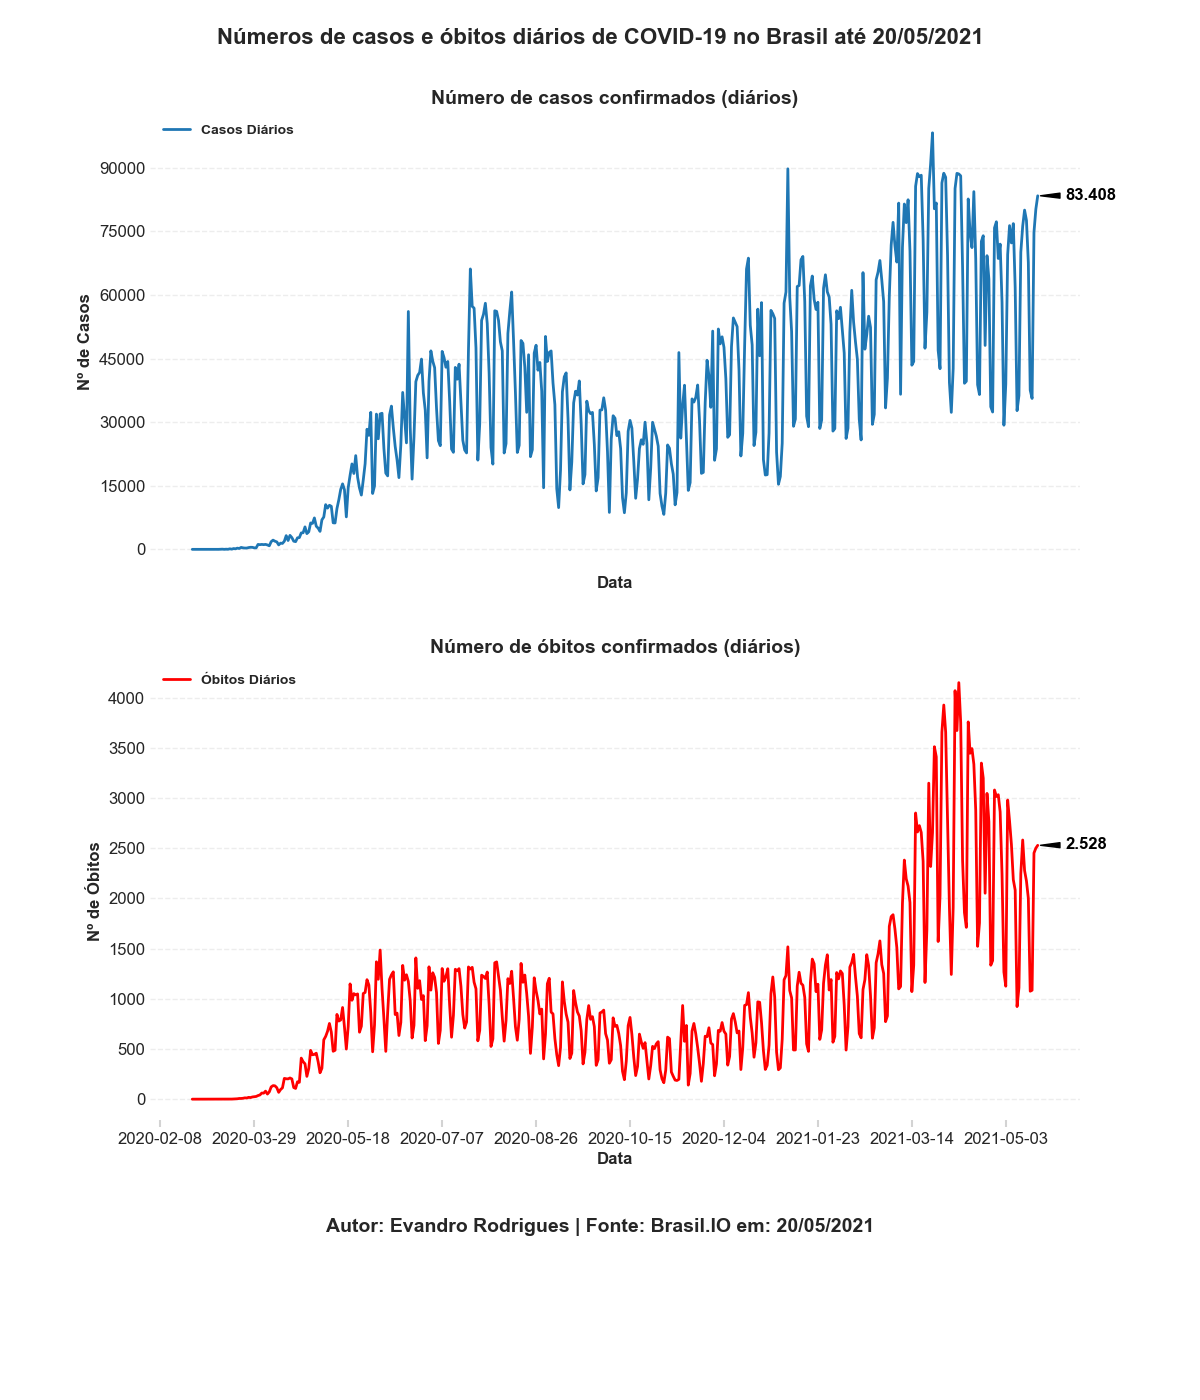 Números de casos e óbitos diários de COVID-19 no Brasil até 20/05/2021
Número de casos confirmados (diários)
Casos Diários
90000
75000
60000
45000
30000
15000
0
Nº de Casos
83.408
Data
Número de óbitos confirmados (diários)
Óbitos Diários
4000
3500
3000
2500
2000
1500
1000
500
0
Nº de Óbitos
2.528
2020-02-08 2020-03-29 2020-05-18 2020-07-07 2020-08-26 2020-10-15 2020-12-04 2021-01-23 2021-03-14 2021-05-03
Data
Autor: Evandro Rodrigues | Fonte: Brasil.IO em: 20/05/2021